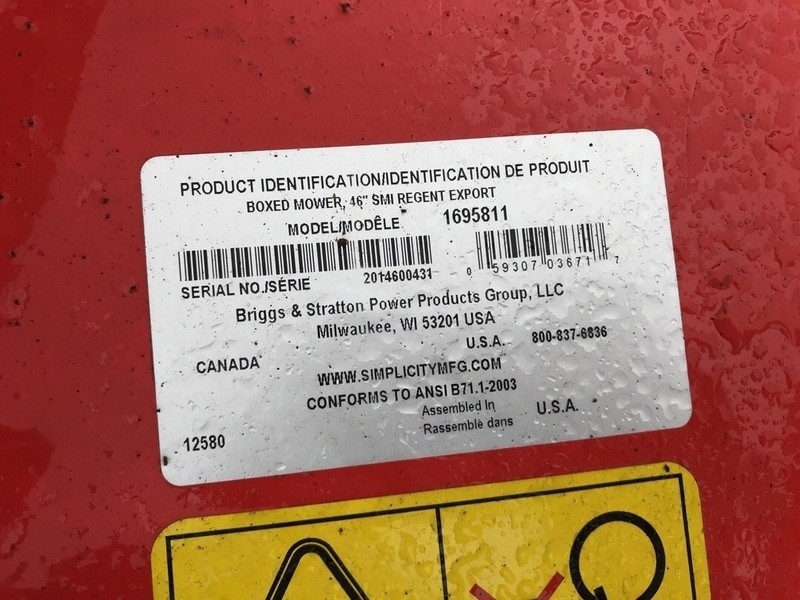 PRODUCT IDENTIFICATION/IDENTIFICATION DE PRODUIT
BOXED MOWER, 46" SMI REGENT EXPORT
MODEL/MODÊLE 1695811
SERIAL NO./SÉRIE 2014600431 0 59307 03671 7
Briggs & Stratton Power Products Group, LLC
Milwaukee, WI 53201 USA
CANADA U.S.A. 800-837-6836
WWW.SIMPLICITYMFG.COM
CONFORMS TO ANSI B71.1-2003
Assembled In U.S.A.
Rassemble dans
12580